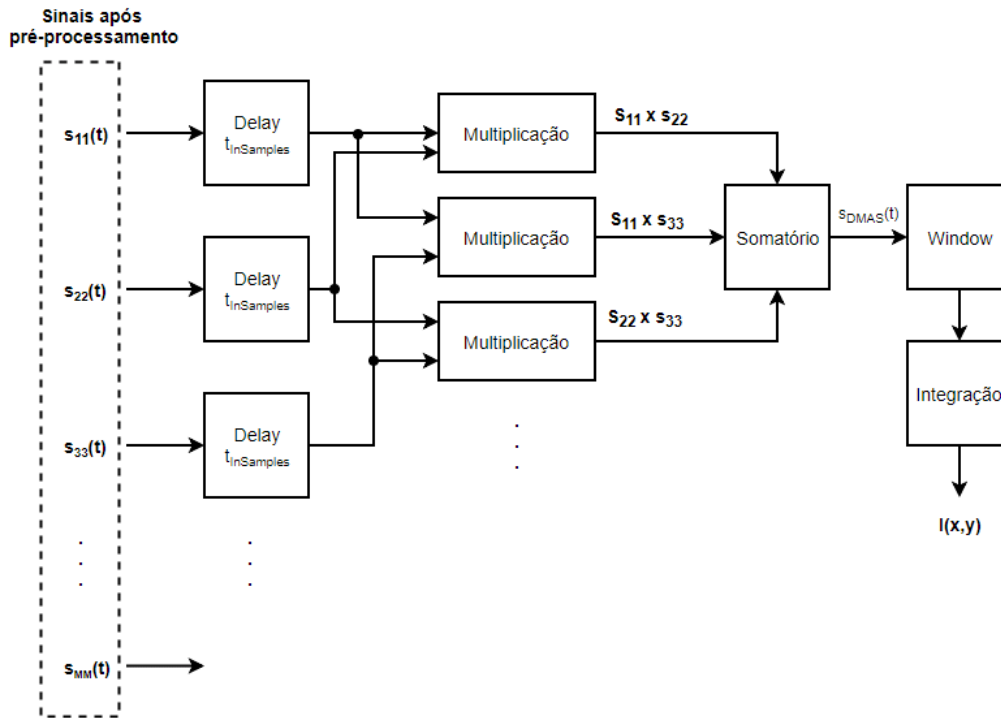 Sinais após
pré-processamento
s11(t)
Delay
tInSamples
Multiplicação
S11 x s22
s22(t)
Delay
tInSamples
Multiplicação
S11 x s33
Somatório
sDMAS(t)
Window
Multiplicação
S22 x s33
s33(t)
Delay
tInSamples
Integração
I(x,y)
sMM(t)